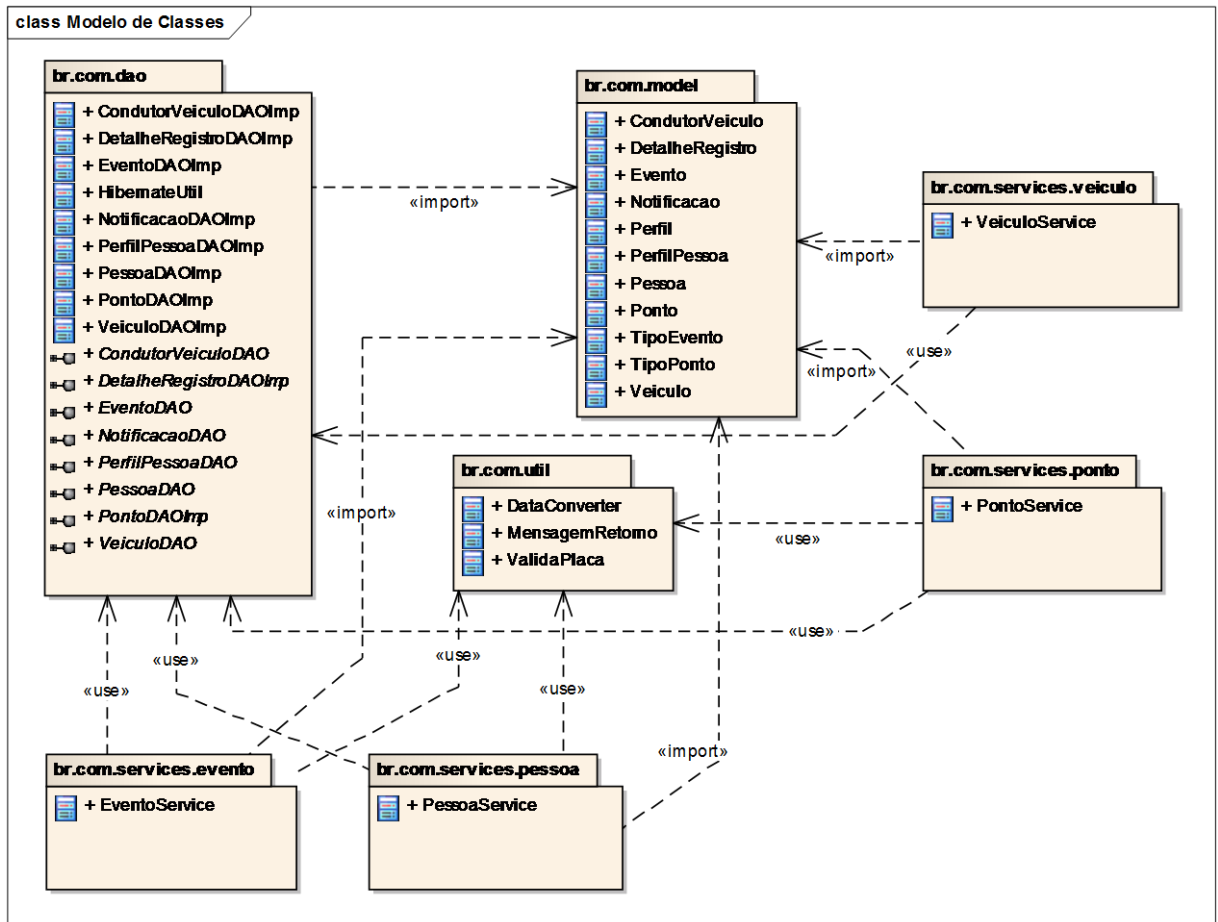 class Modelo de Classes
br.com.dao
+ CondutorVeiculoDAOImp
+ DetalheRegistroDAOImp
+ EventoDAOImp
+ HibernateUtil
+ NotificacaoDAOImp
+ PerfilPessoaDAOImp
+ PessoaDAOImp
+ PontoDAOImp
+ VeiculoDAOImp
+ CondutorVeiculoDAO
+ DetalheRegistroDAOImp
+ EventoDAO
+ NotificacaoDAO
+ PerfilPessoaDAO
+ PessoaDAO
+ PontoDAOImp
+ VeiculoDAO
«import»
br.com.model
+ CondutorVeiculo
+ DetalheRegistro
+ Evento
+ Notificacao
+ Perfil
+ PerfilPessoa
+ Pessoa
+ Ponto
+ TipoEvento
+ TipoPonto
+ Veiculo
br.com.services.veiculo
+ VeiculoService
«import»
«use»
«import»
br.com.util
+ DataConverter
+ MensagemRetorno
+ ValidaPlaca
br.com.services.ponto
+ PontoService
«import»
«use»
«use»
«use»
«use»
«use»
«use»
«import»
br.com.services.evento
+ EventoService
br.com.services.pessoa
+ PessoaService